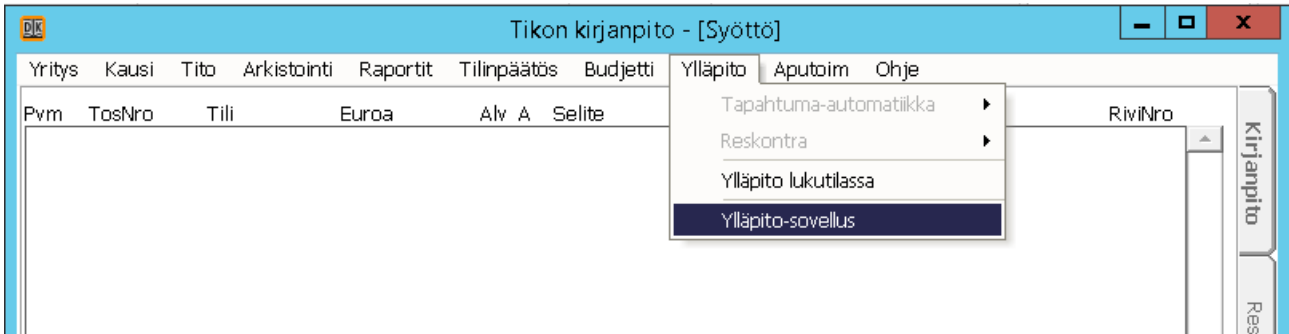 DK Tikon kirjanpito - [Syöttö] x
Yritys Kausi Tito Arkistointi Raportit Tilinpäätös Budjetti Ylläpito Aputoim Ohje
Pvm TosNro Tili Euroa Alv A Selite RiviNro
Tapahtuma-automatiikka
Reskontra
Ylläpito lukutilassa
Ylläpito-sovellus
Kirjanpito
Res